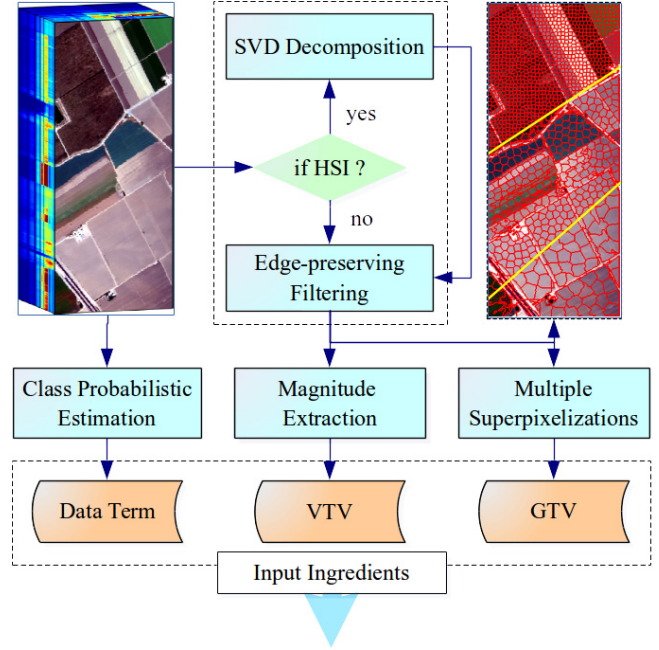 SVD Decomposition
yes
if HSI ?
no
Edge-preserving
Filtering
Class Probabilistic
Estimation
Magnitude
Extraction
Multiple
Superpixelizations
Data Term
VTV
GTV
Input Ingredients